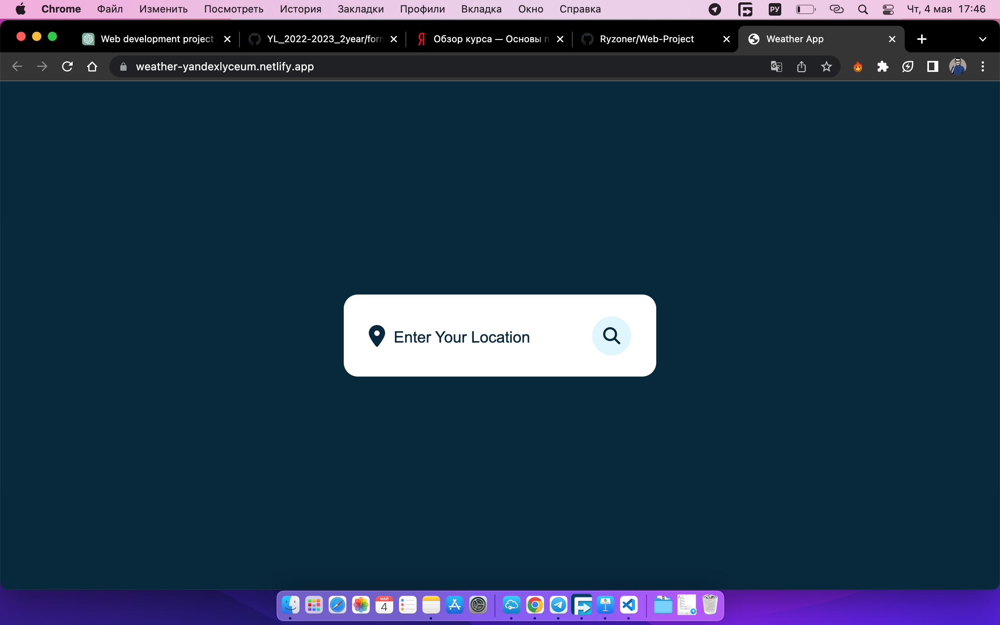 Chrome Файл Изменить Посмотреть История Закладки Профили Вкладка Окно Справка РУ Чт, 4 мая 17:46
Web development project YL_2022-2023_2year/form Обзор курса — Основы п Ryzoner/Web-Project Weather App
weather-yandexlyceum.netlify.app
Enter Your Location
МАЙ
4